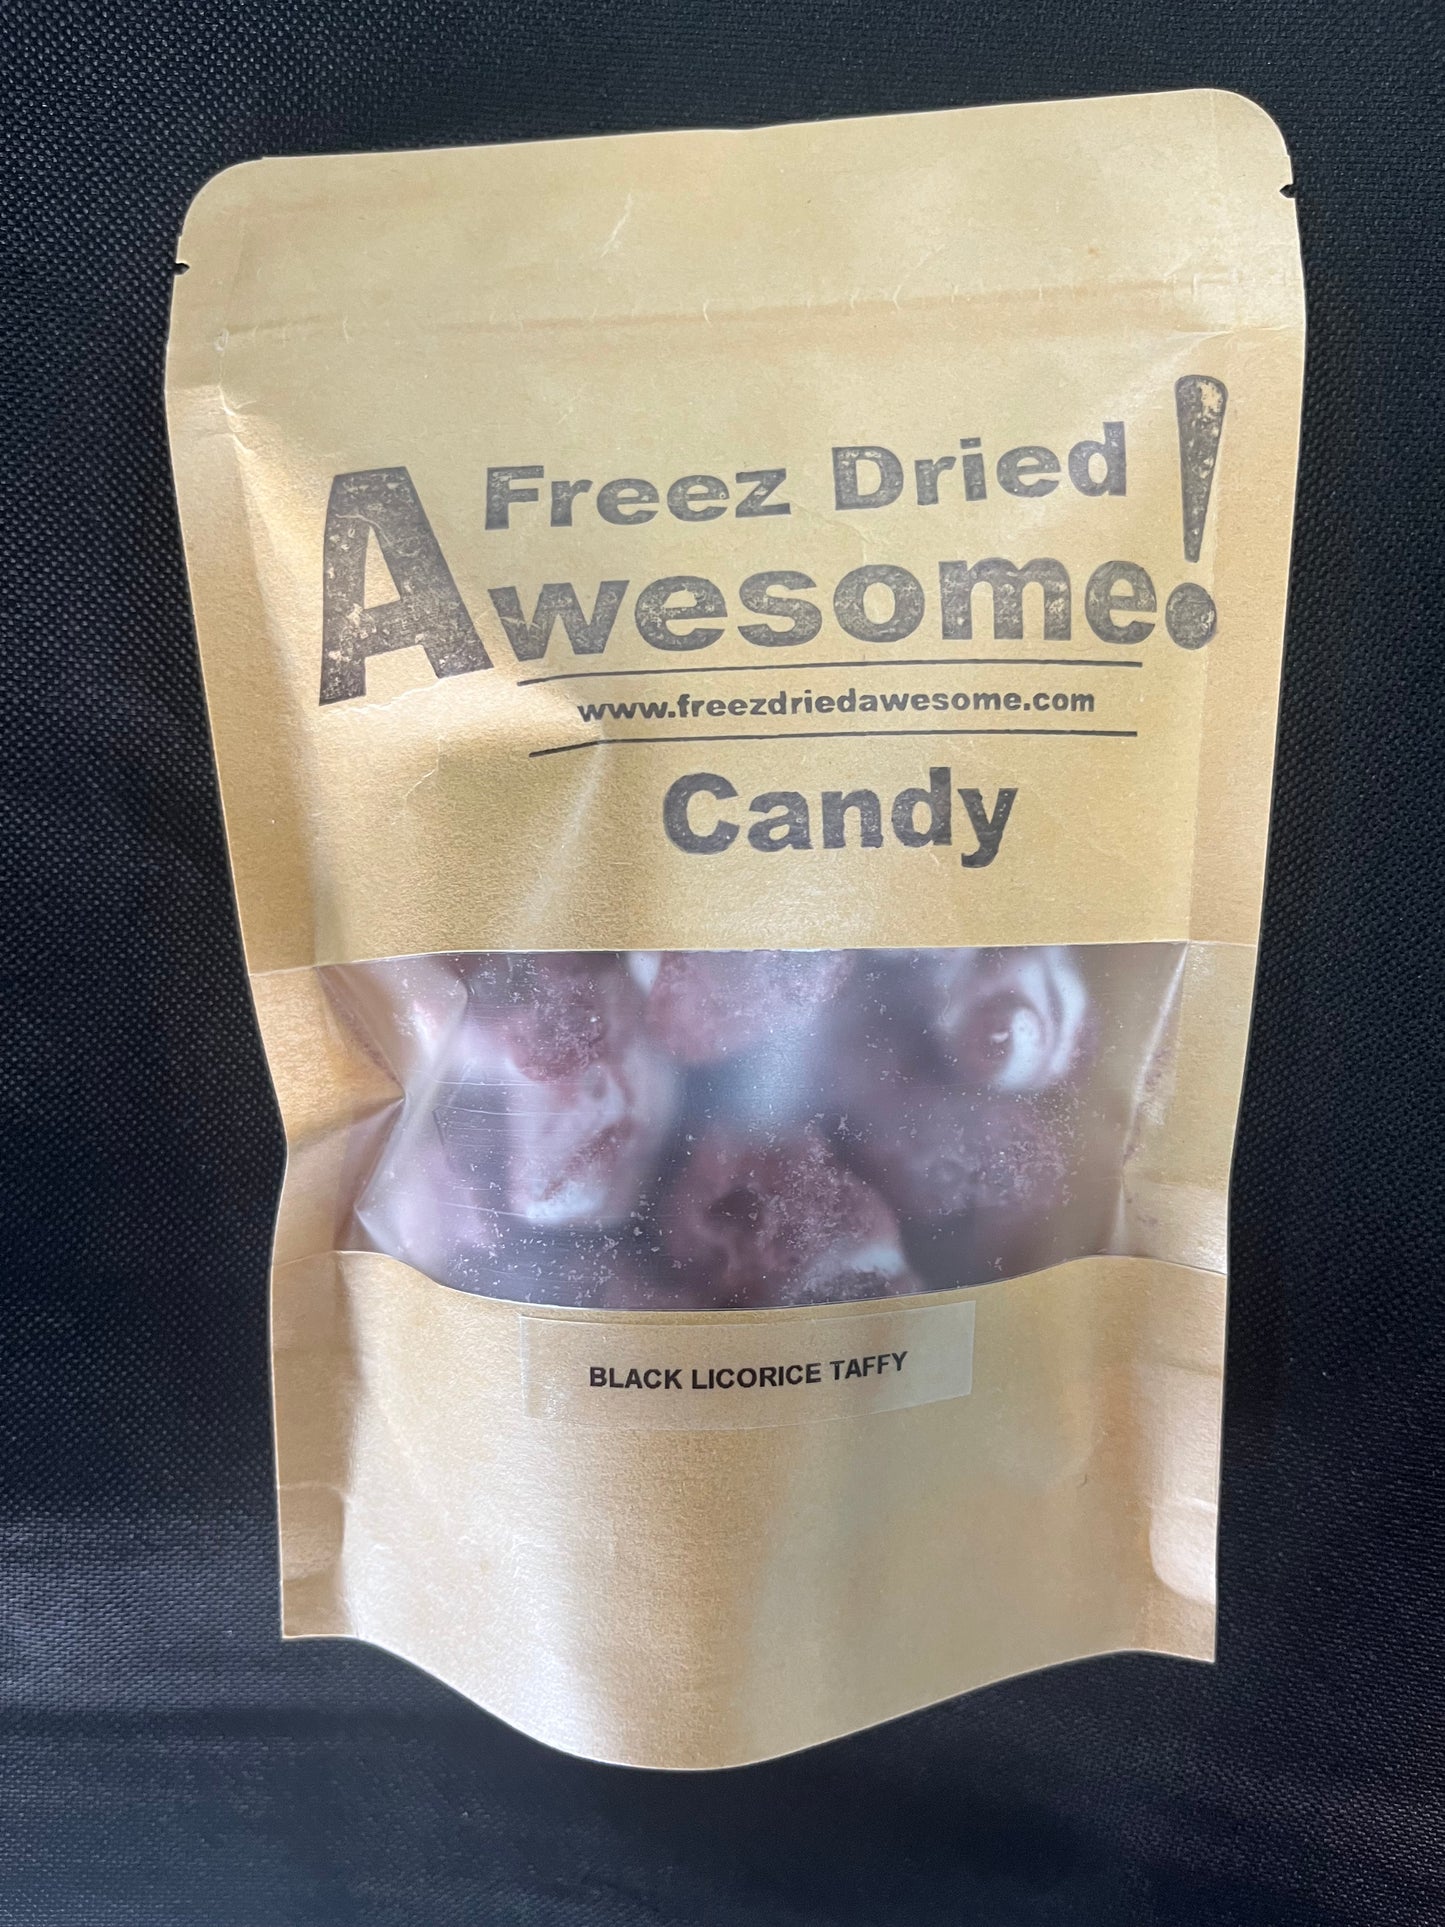 Freez Dried
Awesome!
www.freezdriedawesome.com
Candy
BLACK LICORICE TAFFY